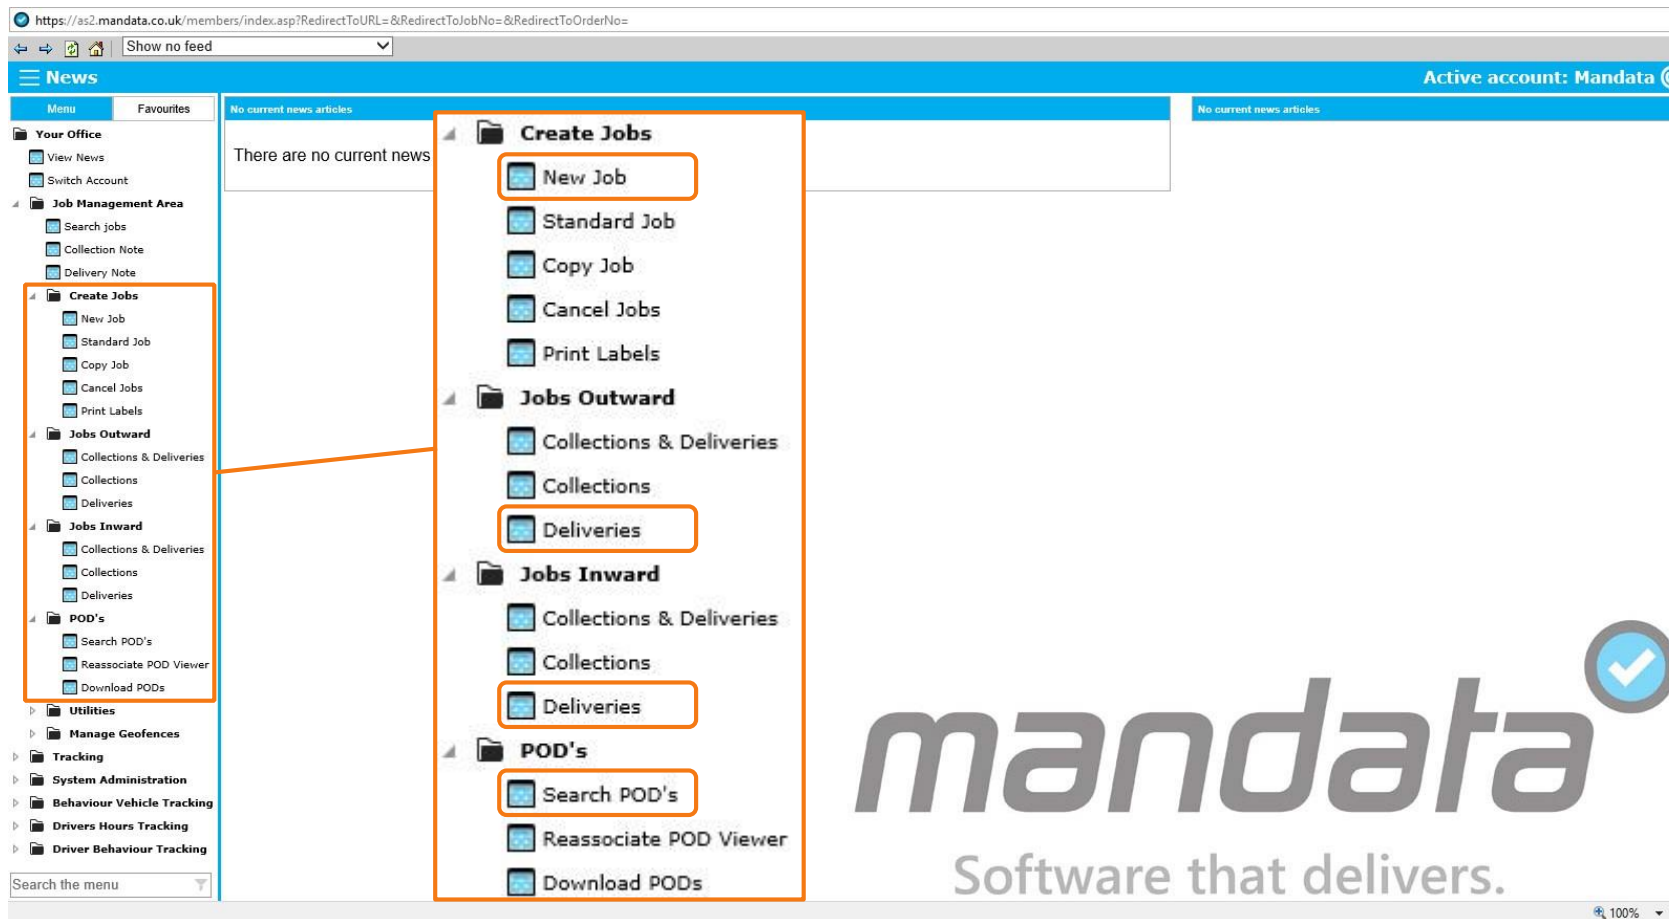 https://as2.mandata.co.uk/members/index.asp?RedirectToURL=&RedirectToJobNo=&RedirectToOrderNo=
Show no feed
News
Active account: Mandata
Menu
Favourites
Your Office
View News
Switch Account
Job Management Area
Search jobs
Collection Note
Delivery Note
Create Jobs
New Job
Standard Job
Copy Job
Cancel Jobs
Print Labels
Jobs Outward
Collections & Deliveries
Collections
Deliveries
Jobs Inward
Collections & Deliveries
Collections
Deliveries
POD's
Search POD's
Reassociate POD Viewer
Download PODs
Utilities
Manage Geofences
Tracking
System Administration
Behaviour Vehicle Tracking
Drivers Hours Tracking
Driver Behaviour Tracking
Search the menu
No current news articles
There are no current news
Create Jobs
New Job
Standard Job
Copy Job
Cancel Jobs
Print Labels
Jobs Outward
Collections & Deliveries
Collections
Deliveries
Jobs Inward
Collections & Deliveries
Collections
Deliveries
POD's
Search POD's
Reassociate POD Viewer
Download PODs
No current news articles
mandata
Software that delivers.
100%